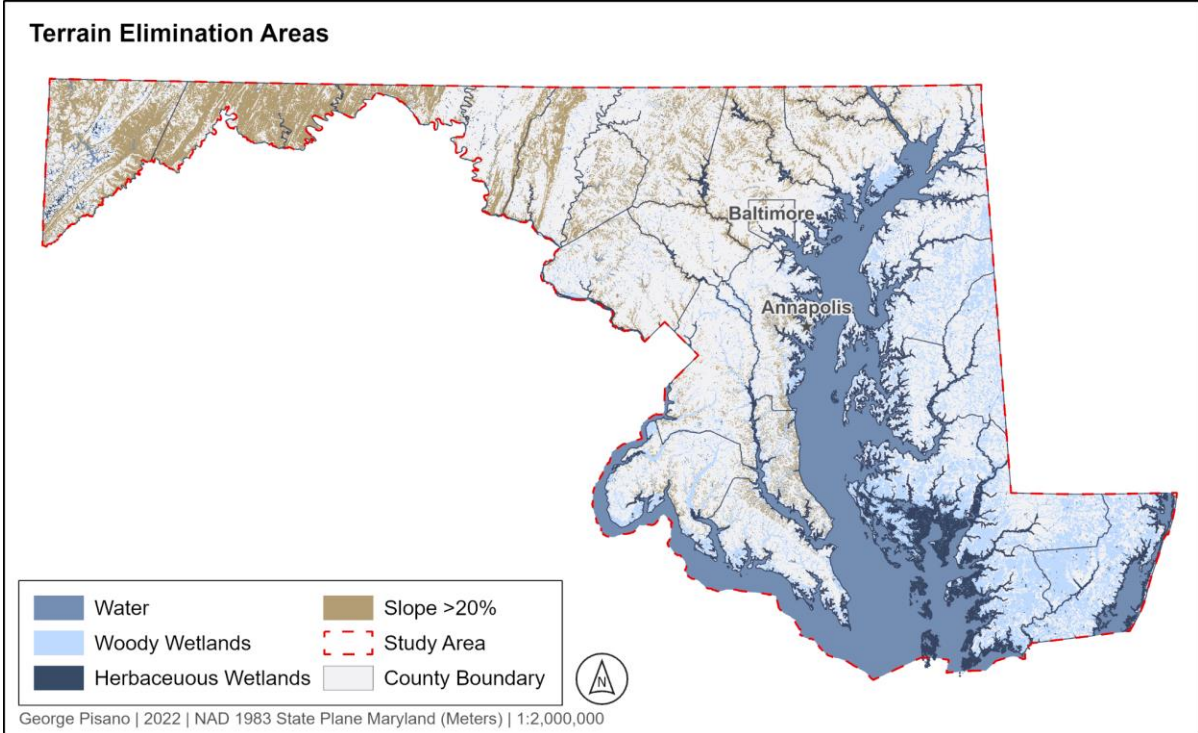 Terrain Elimination Areas
Baltimore
Annapolis
Water
Woody Wetlands
Herbaceuous Wetlands
Slope >20%
Study Area
County Boundary
N
George Pisano | 2022 | NAD 1983 State Plane Maryland (Meters) | 1:2,000,000